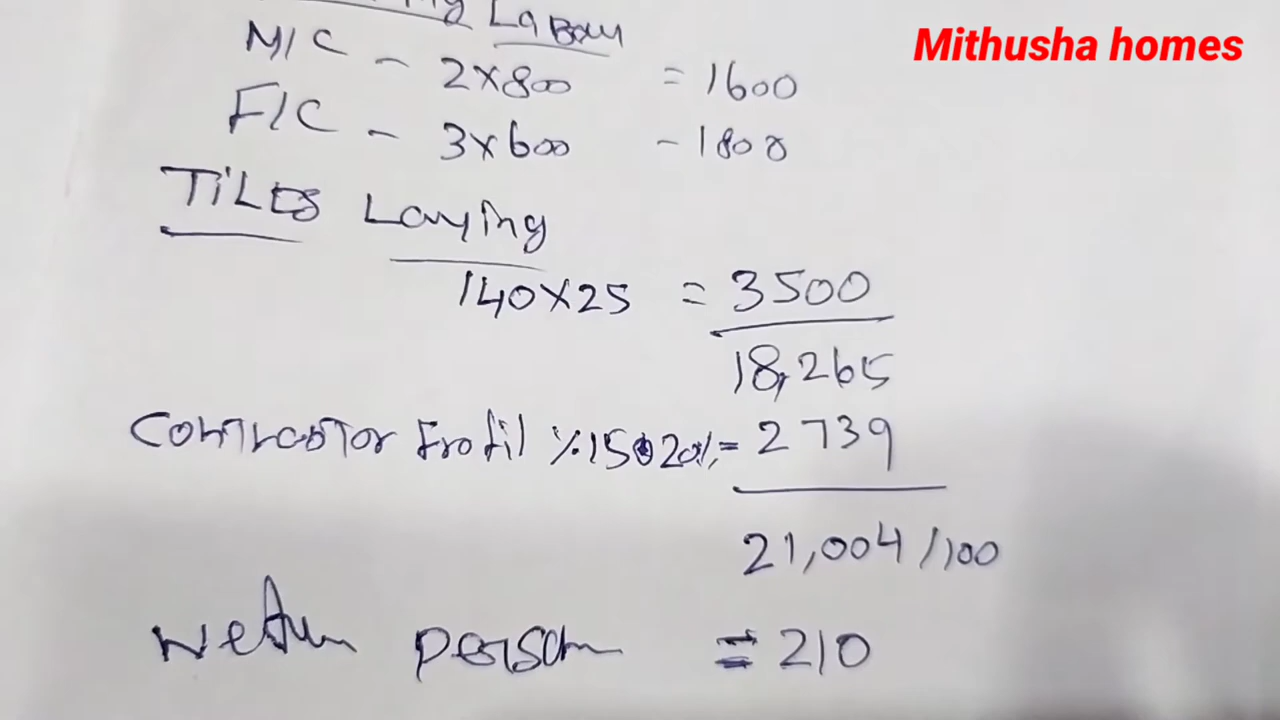 Labour
Mithusha homes
M/C - 2x800 = 1600
F/C - 3x600 - 1800
TiLES Laying
140x25 = 3500
18,265
Contractor Profit % 15 20% = 2739
21,004/100
person = 210